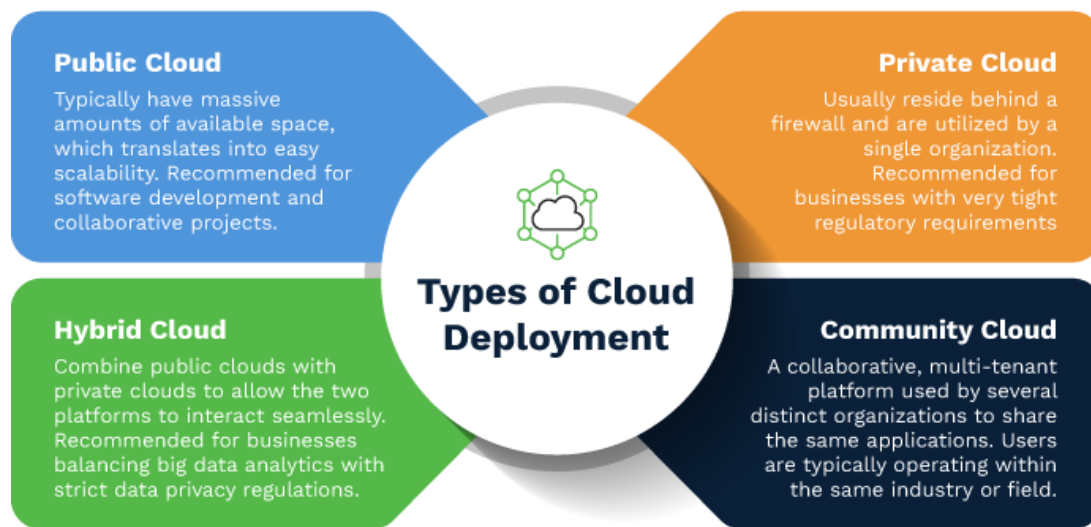 Public Cloud
Typically have massive
amounts of available space,
which translates into easy
scalability. Recommended for
software development and
collaborative projects.
Private Cloud
Usually reside behind a
firewall and are utilized by a
single organization.
Recommended for
businesses with very tight
regulatory requirements
Types of Cloud
Deployment
Hybrid Cloud
Combine public clouds with
private clouds to allow the two
platforms to interact seamlessly.
Recommended for businesses
balancing big data analytics with
strict data privacy regulations.
Community Cloud
A collaborative, multi-tenant
platform used by several
distinct organizations to share
the same applications. Users
are typically operating within
the same industry or field.